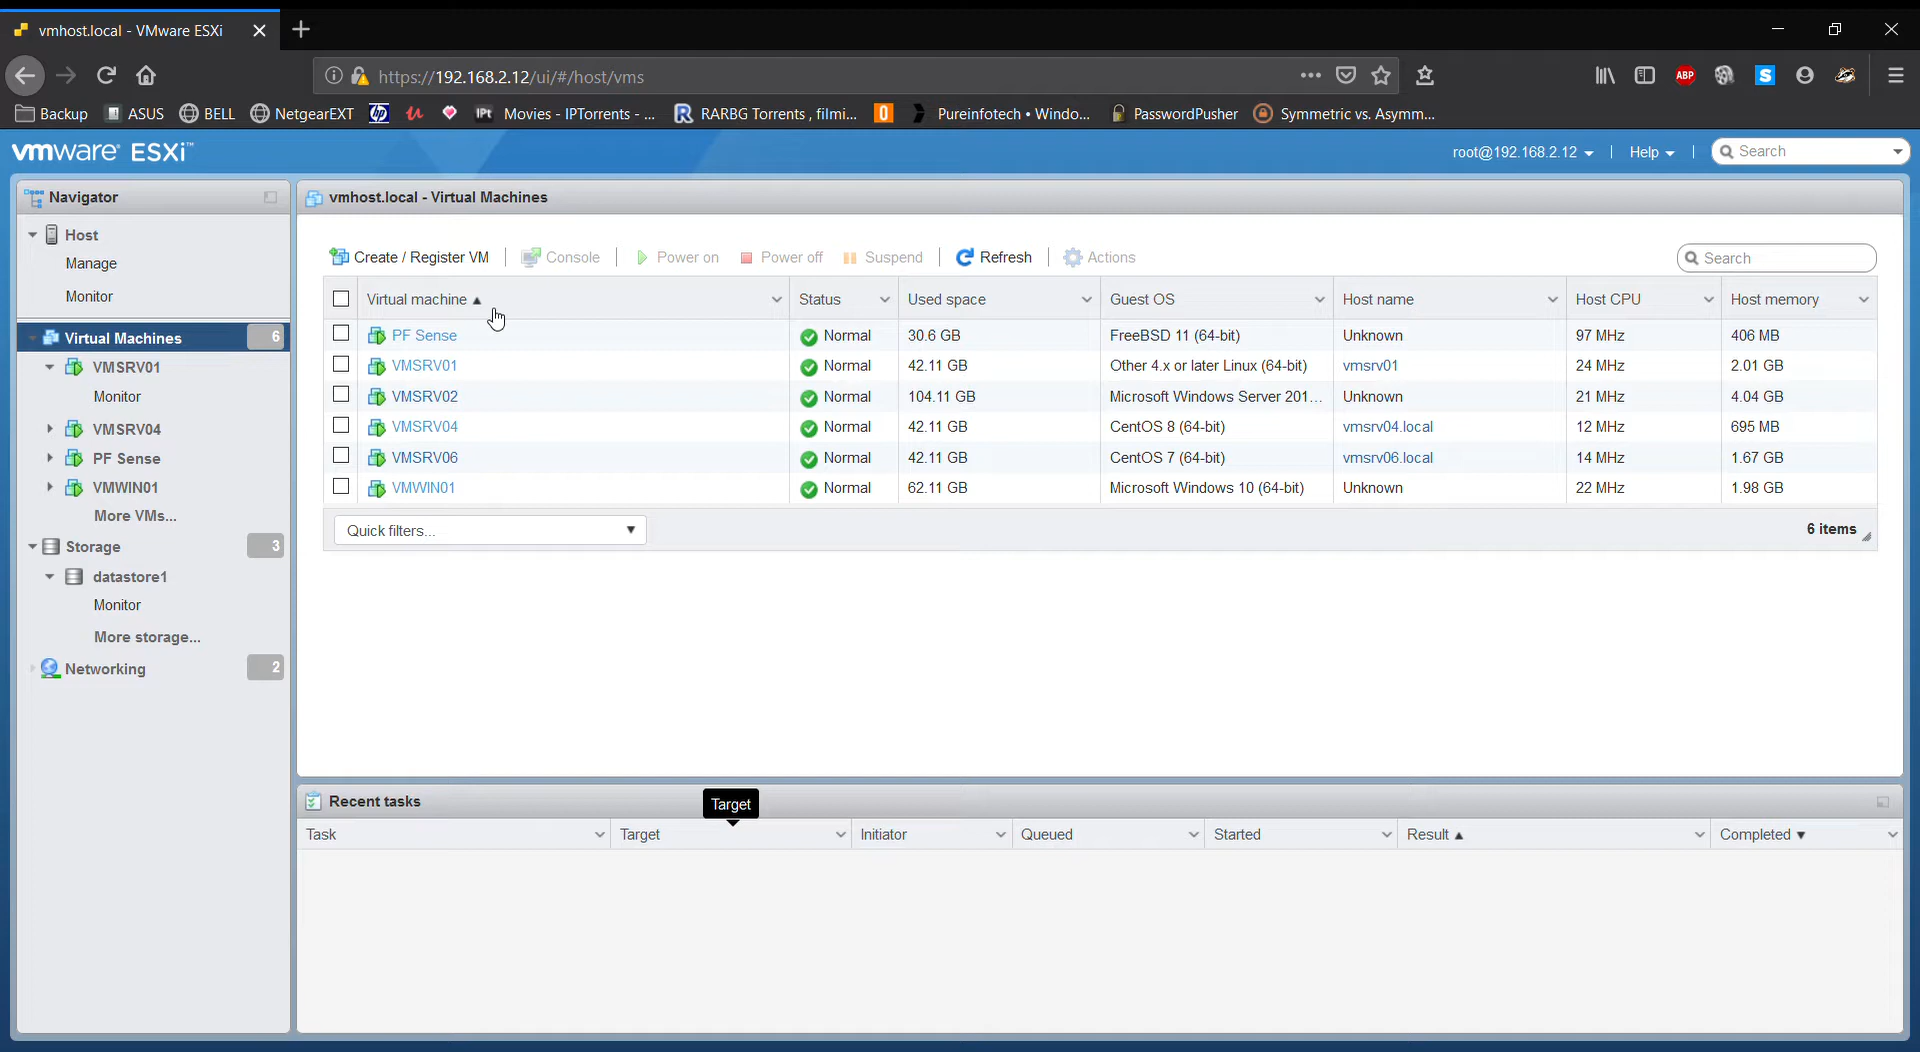 vmhost.local - VMware ESXi
https://192.168.2.12/ui/#/host/vms
ABP
S
Backup ASUS BELL NetgearEXT hp IPt Movies - IPTorrents - ... R RARBG Torrents , filmi... Pureinfotech • Windo... PasswordPusher Symmetric vs. Asymm...
vmware® ESXi™
root@192.168.2.12 | Help | Search
Navigator
Host
Manage
Monitor
Virtual Machines 6
VMSRV01
Monitor
VMSRV04
PF Sense
VMWIN01
More VMs...
Storage 3
datastore1
Monitor
More storage...
Networking 2
vmhost.local - Virtual Machines
Create / Register VM | Console | Power on Power off Suspend | Refresh | Actions
Search
Virtual machine Status Used space Guest OS Host name Host CPU Host memory
PF Sense Normal 30.6 GB FreeBSD 11 (64-bit) Unknown 97 MHz 406 MB
VMSRV01 Normal 42.11 GB Other 4.x or later Linux (64-bit) vmsrv01 24 MHz 2.01 GB
VMSRV02 Normal 104.11 GB Microsoft Windows Server 201... Unknown 21 MHz 4.04 GB
VMSRV04 Normal 42.11 GB CentOS 8 (64-bit) vmsrv04.local 12 MHz 695 MB
VMSRV06 Normal 42.11 GB CentOS 7 (64-bit) vmsrv06.local 14 MHz 1.67 GB
VMWIN01 Normal 62.11 GB Microsoft Windows 10 (64-bit) Unknown 22 MHz 1.98 GB
Quick filters...
6 items
Recent tasks
Target
Task Target Initiator Queued Started Result Completed